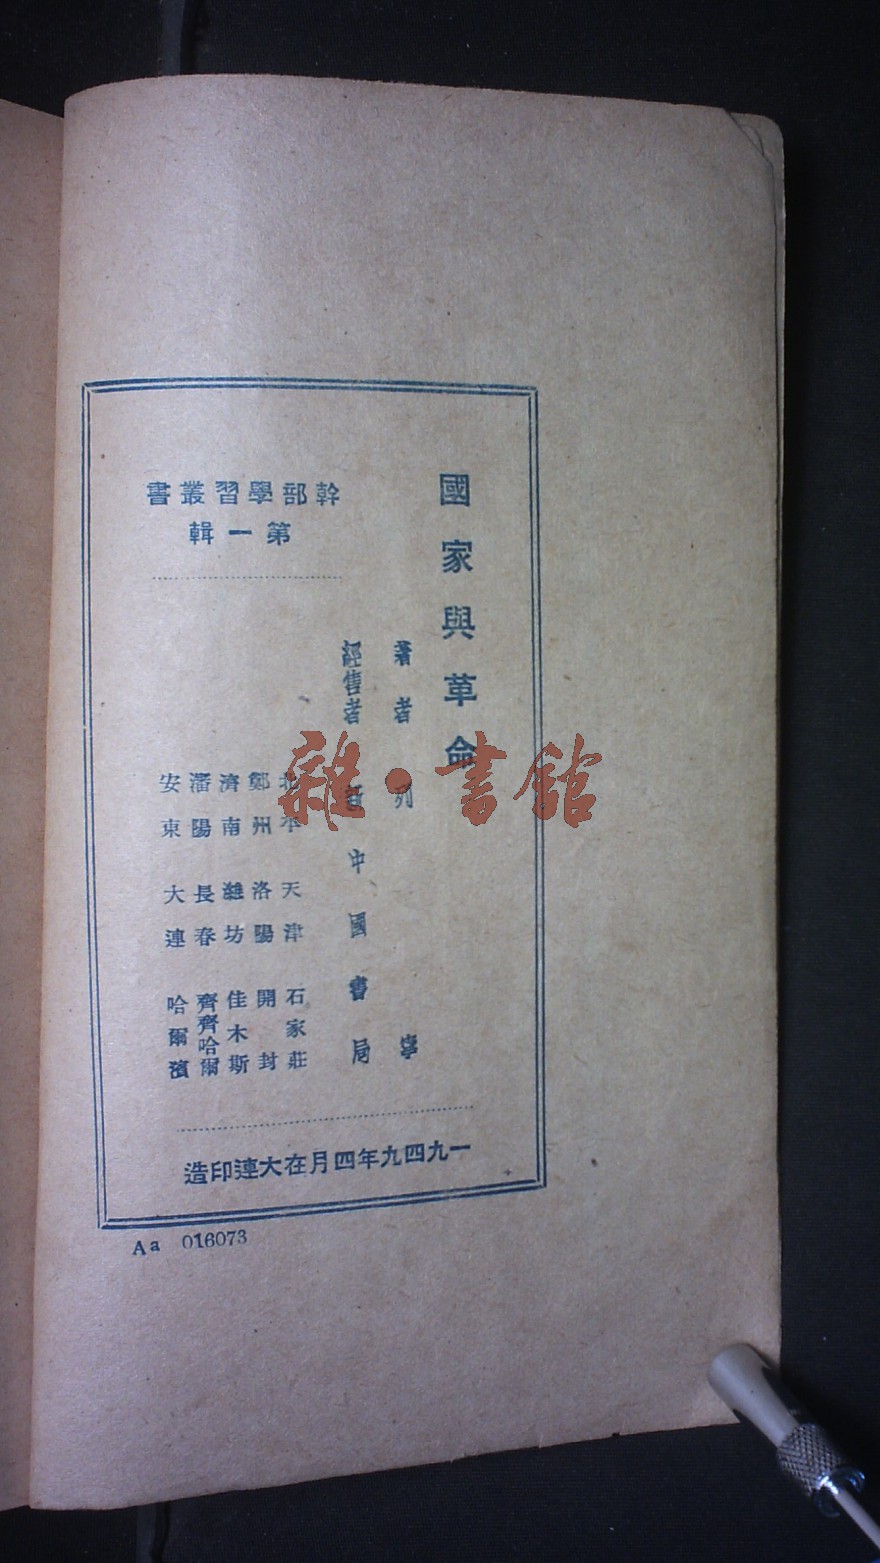 國家與革命
著者 列寧
經售者 新中國書局
北平 天津 石家莊
鄭州 洛陽 開封
濟南 濰坊 佳木斯
瀋陽 長春 齊齊哈爾
安東 大連 哈爾濱
幹部學習叢書
第一輯
一九四九年四月在大連印造
Aa 016073
雜·書館